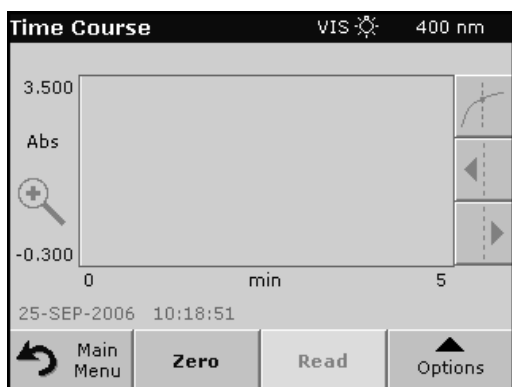 Time Course VIS 400 nm
3.500
Abs
-0.300
0 min 5
25-SEP-2006 10:18:51
Main Menu
Zero
Read
Options